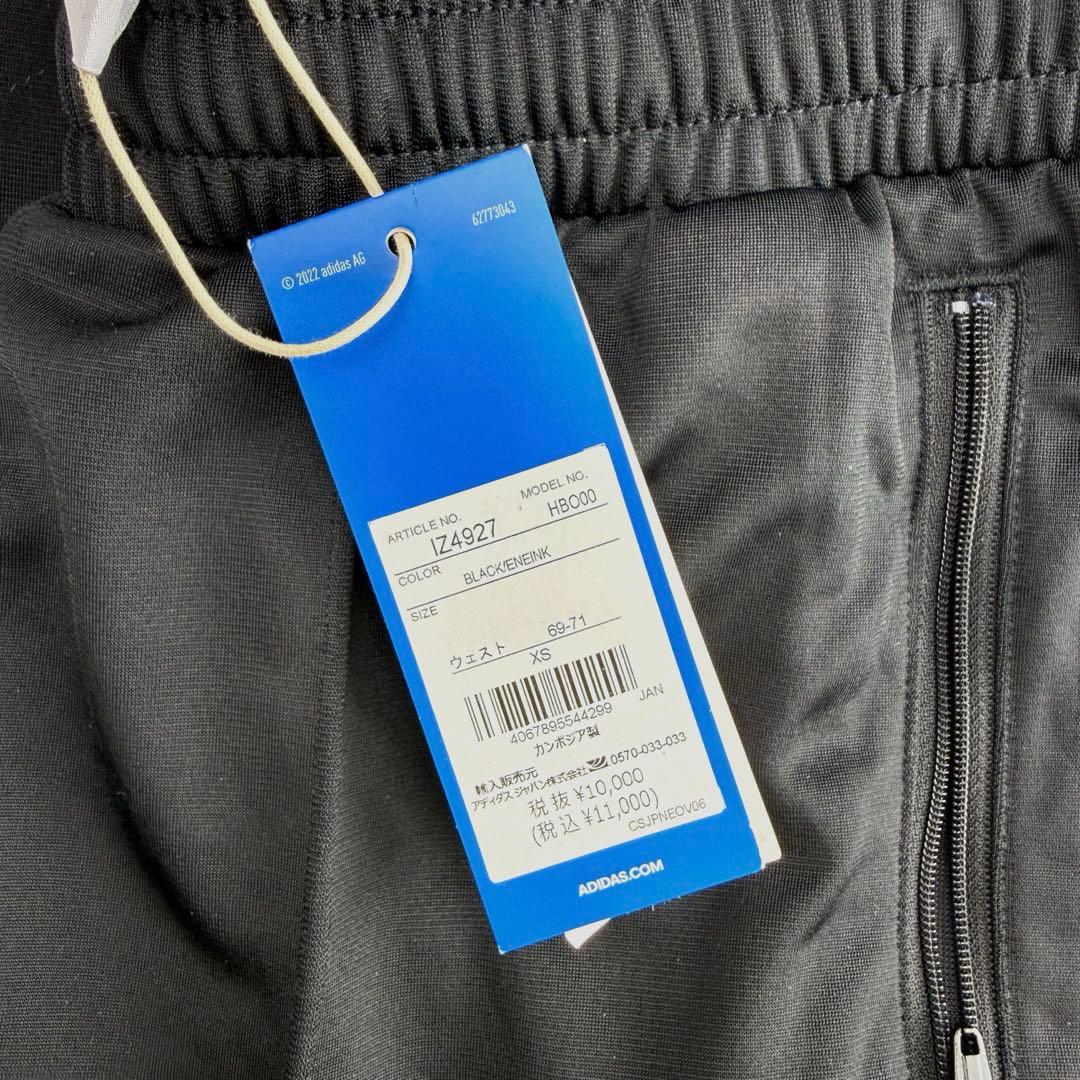 © 2022 adidas AG
62773043
ARTICLE NO.
MODEL NO.
IZ4927
HBO00
COLOR
BLACK/ENEINK
SIZE
ウェスト 69-71
XS
4067895544299
JAN
カンボジア製
輸入販売元
アディダス ジャパン株式会社 0570-033-033
税抜 ¥10,000
(税込 ¥11,000)
CSJPNEOV06
ADIDAS.COM